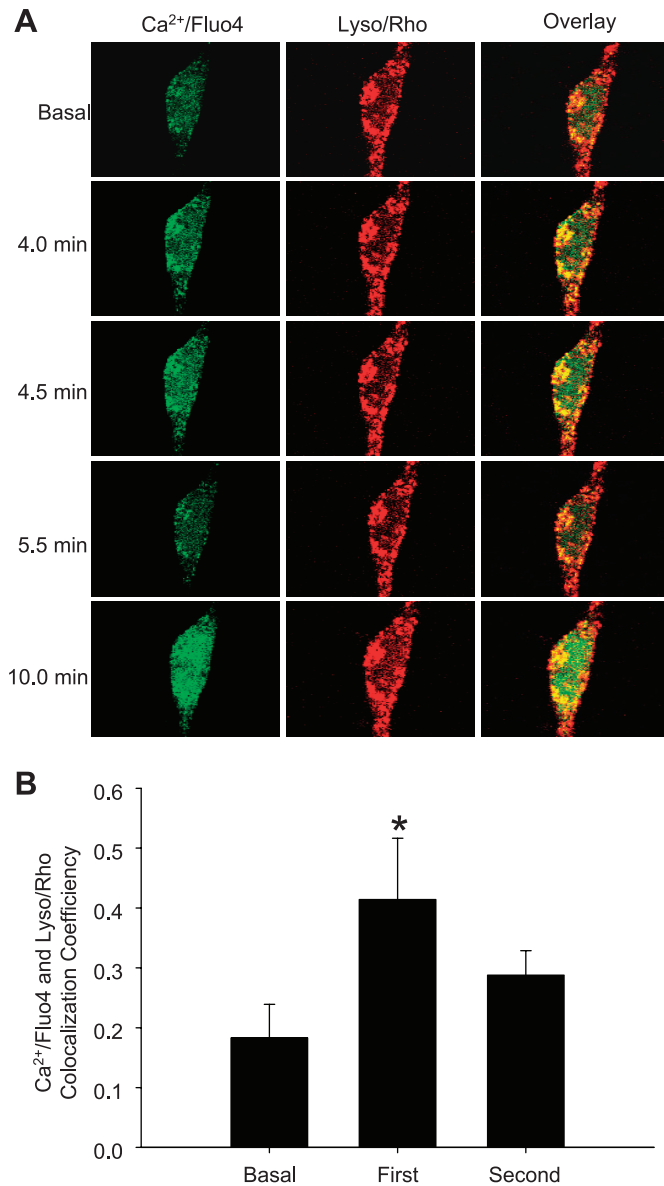 A
Ca²⁺/Fluo4 Lyso/Rho Overlay
Basal
4.0 min
4.5 min
5.5 min
10.0 min
B
Ca²⁺/Fluo4 and Lyso/Rho
Colocalization Coefficiency
0.6
0.5
0.4
0.3
0.2
0.1
0.0
*
Basal First Second